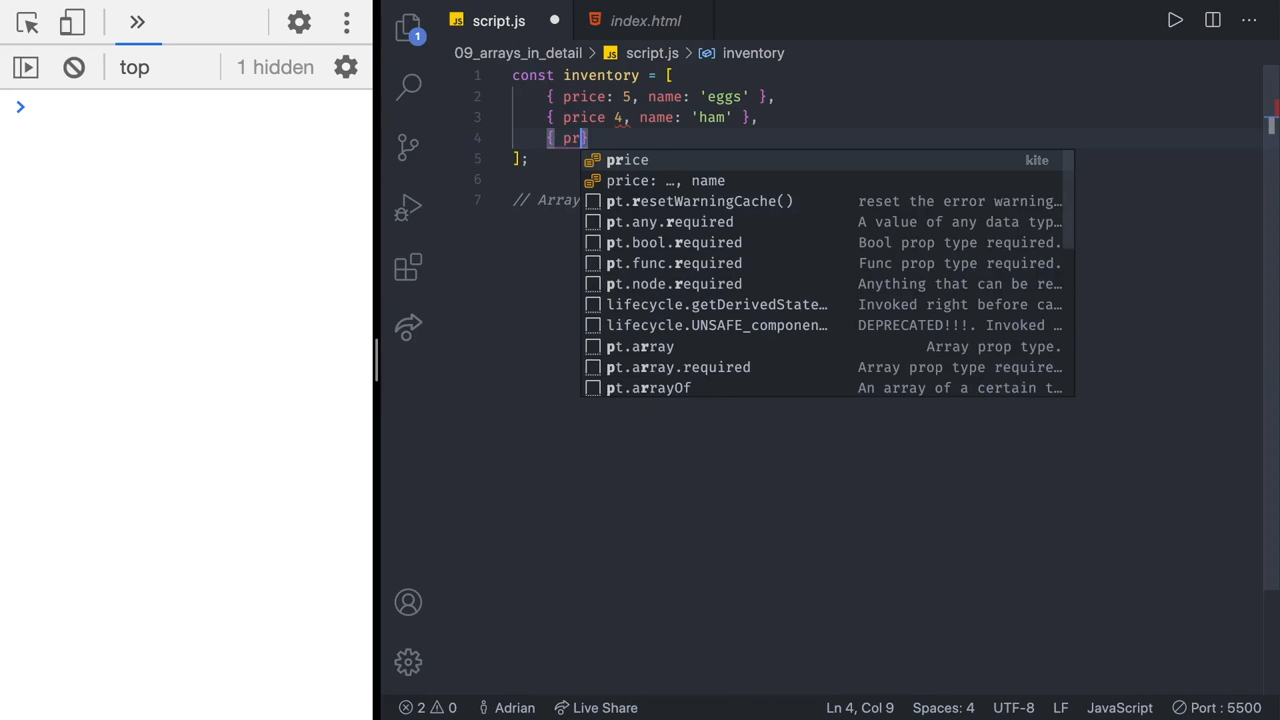 top
1 hidden
>
1
script.js
index.html
09_arrays_in_detail > JS script.js > inventory
1 const inventory = [
2 { price: 5, name: 'eggs' },
3 { price 4, name: 'ham' },
4 { pr}
5 ];
6
7 // Array
price kite
price: …, name
pt.resetWarningCache() reset the error warning…
pt.any.required A value of any data typ…
pt.bool.required Bool prop type required.
pt.func.required Func prop type required.
pt.node.required Anything that can be re…
lifecycle.getDerivedState… Invoked right before ca…
lifecycle.UNSAFE_componen… DEPRECATED!!!. Invoked …
pt.array Array prop type.
pt.array.required Array prop type require…
pt.arrayOf An array of a certain t…
2 0 Adrian Live Share Ln 4, Col 9 Spaces: 4 UTF-8 LF JavaScript Port : 5500